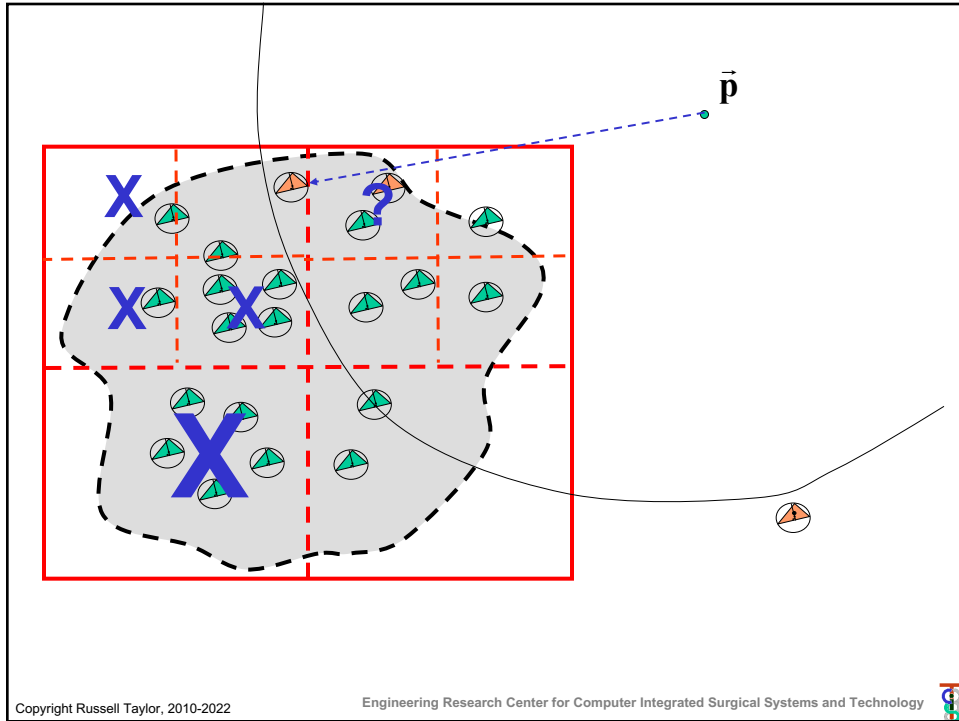 p
X
?
X
X
X
Copyright Russell Taylor, 2010-2022
Engineering Research Center for Computer Integrated Surgical Systems and Technology